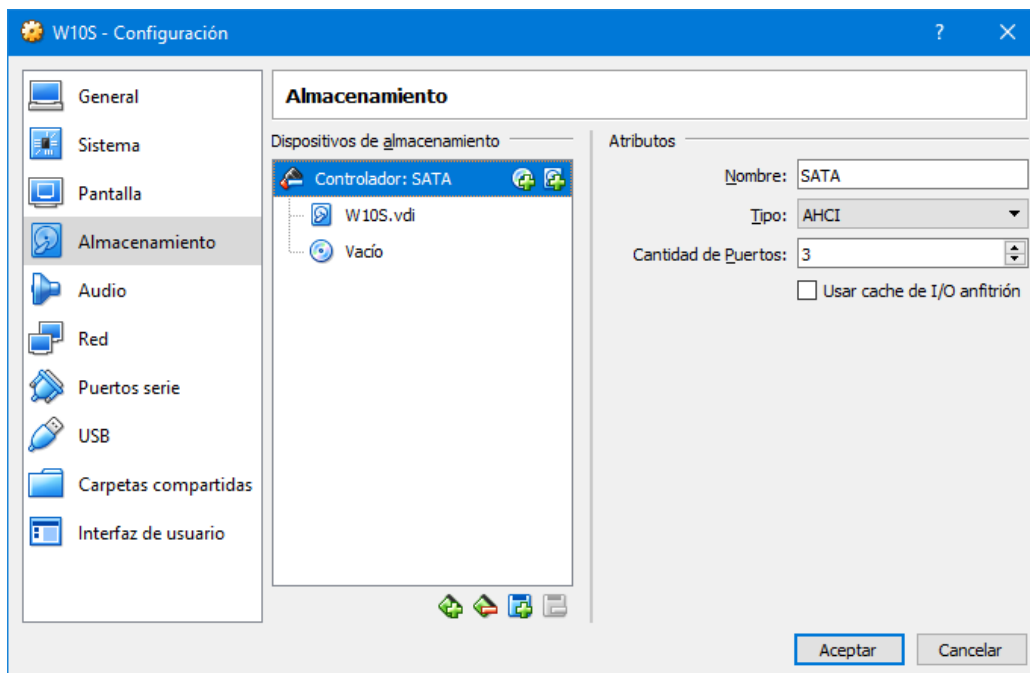 W10S - Configuración
General
Sistema
Pantalla
Almacenamiento
Audio
Red
Puertos serie
USB
Carpetas compartidas
Interfaz de usuario
Almacenamiento
Dispositivos de almacenamiento
Controlador: SATA
W10S.vdi
Vacío
Atributos
Nombre: SATA
Tipo: AHCI
Cantidad de Puertos: 3
Usar cache de I/O anfitrión
Aceptar
Cancelar